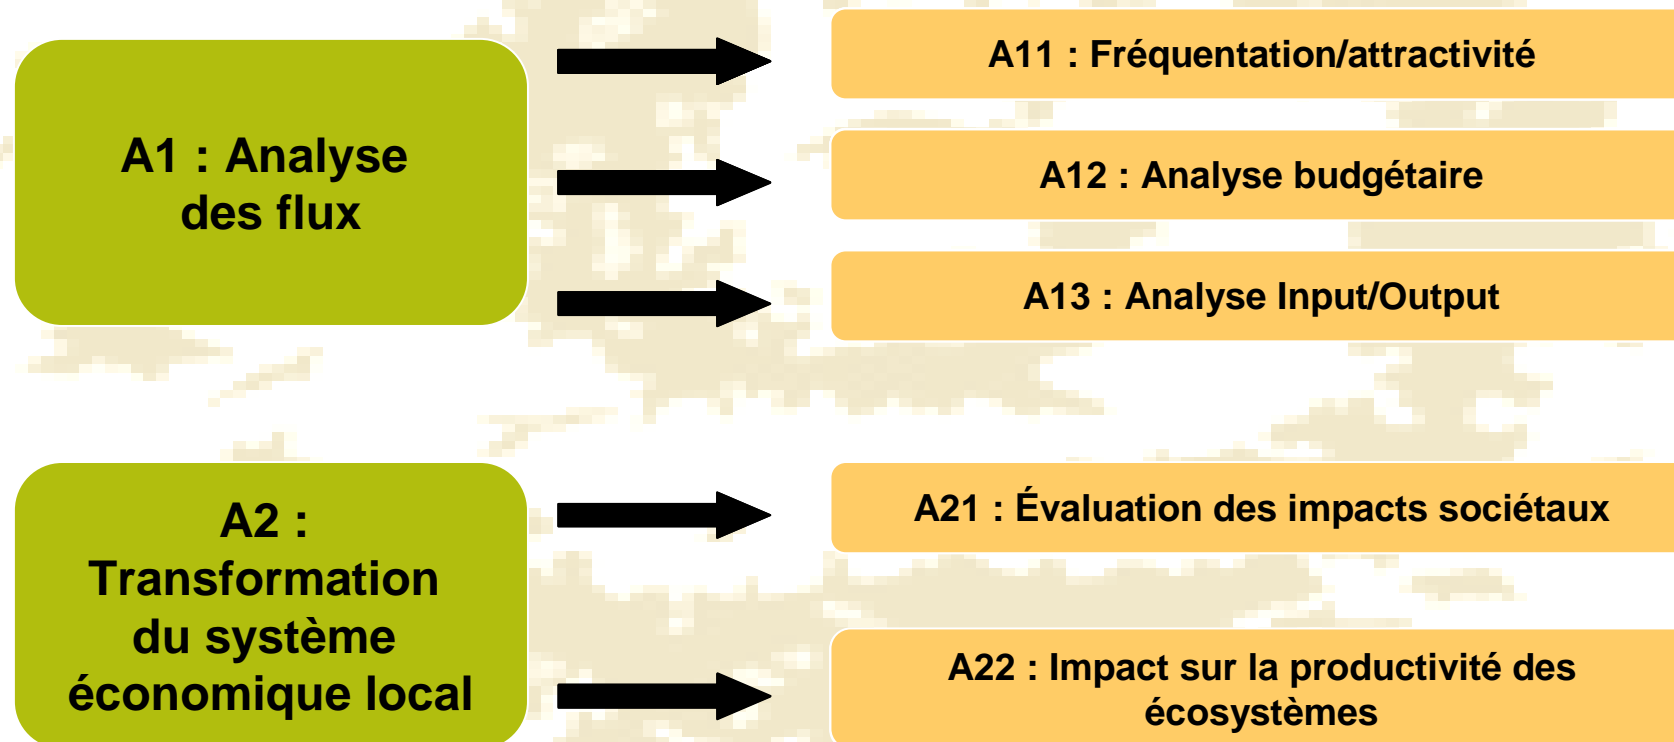 A1 : Analyse
des flux
A11 : Fréquentation/attractivité
A12 : Analyse budgétaire
A13 : Analyse Input/Output
A2 :
Transformation
du système
économique local
A21 : Évaluation des impacts sociétaux
A22 : Impact sur la productivité des
écosystèmes